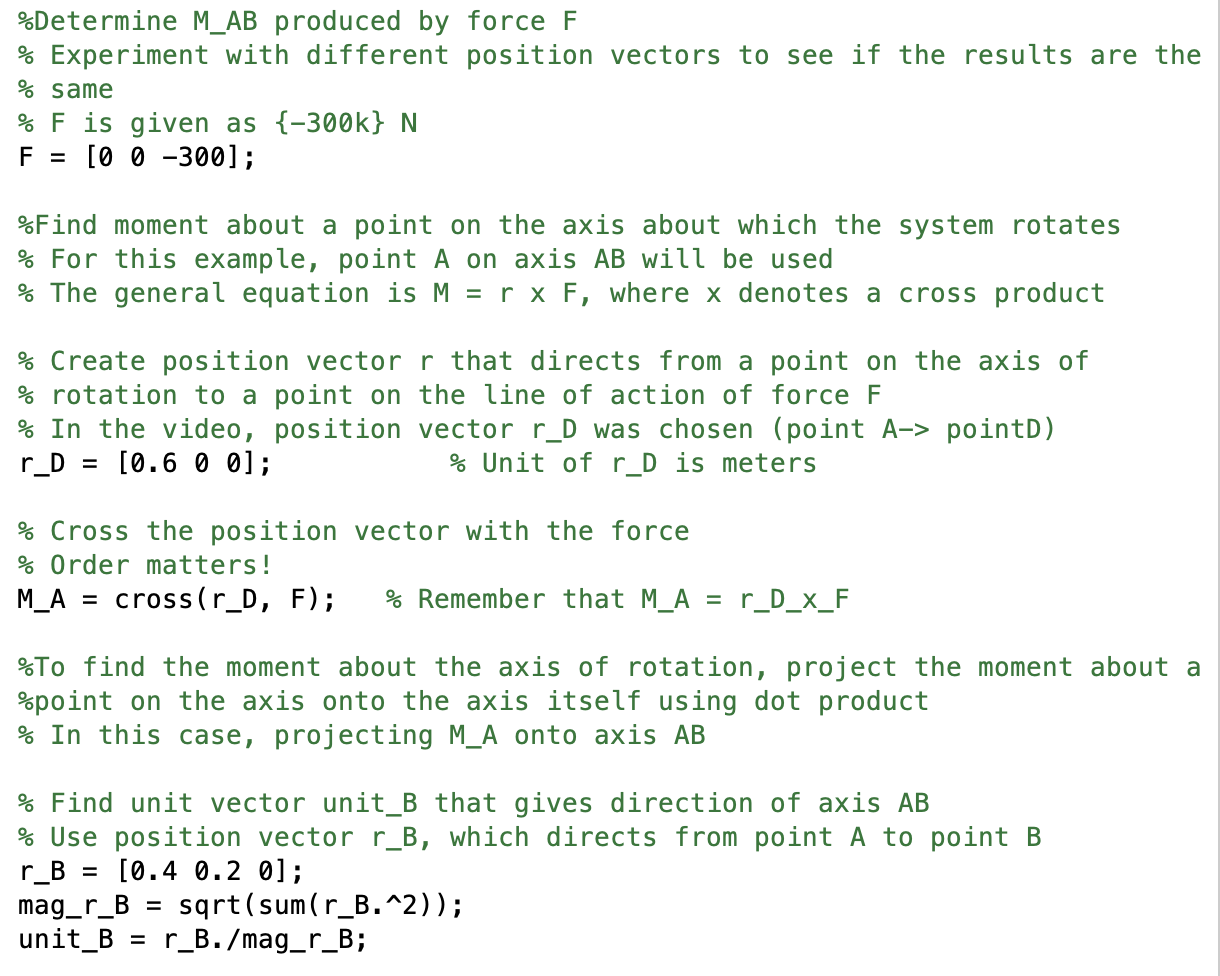 %Determine M_AB produced by force F
% Experiment with different position vectors to see if the results are the
% same
% F is given as {-300k} N
F = [0 0 -300];
%Find moment about a point on the axis about which the system rotates
% For this example, point A on axis AB will be used
% The general equation is M = r x F, where x denotes a cross product
% Create position vector r that directs from a point on the axis of
% rotation to a point on the line of action of force F
% In the video, position vector r_D was chosen (point A-> pointD)
r_D = [0.6 0 0];           % Unit of r_D is meters
% Cross the position vector with the force
% Order matters!
M_A = cross(r_D, F);   % Remember that M_A = r_D_x_F
%To find the moment about the axis of rotation, project the moment about a
%point on the axis onto the axis itself using dot product
% In this case, projecting M_A onto axis AB
% Find unit vector unit_B that gives direction of axis AB
% Use position vector r_B, which directs from point A to point B
r_B = [0.4 0.2 0];
mag_r_B = sqrt(sum(r_B.^2));
unit_B = r_B./mag_r_B;